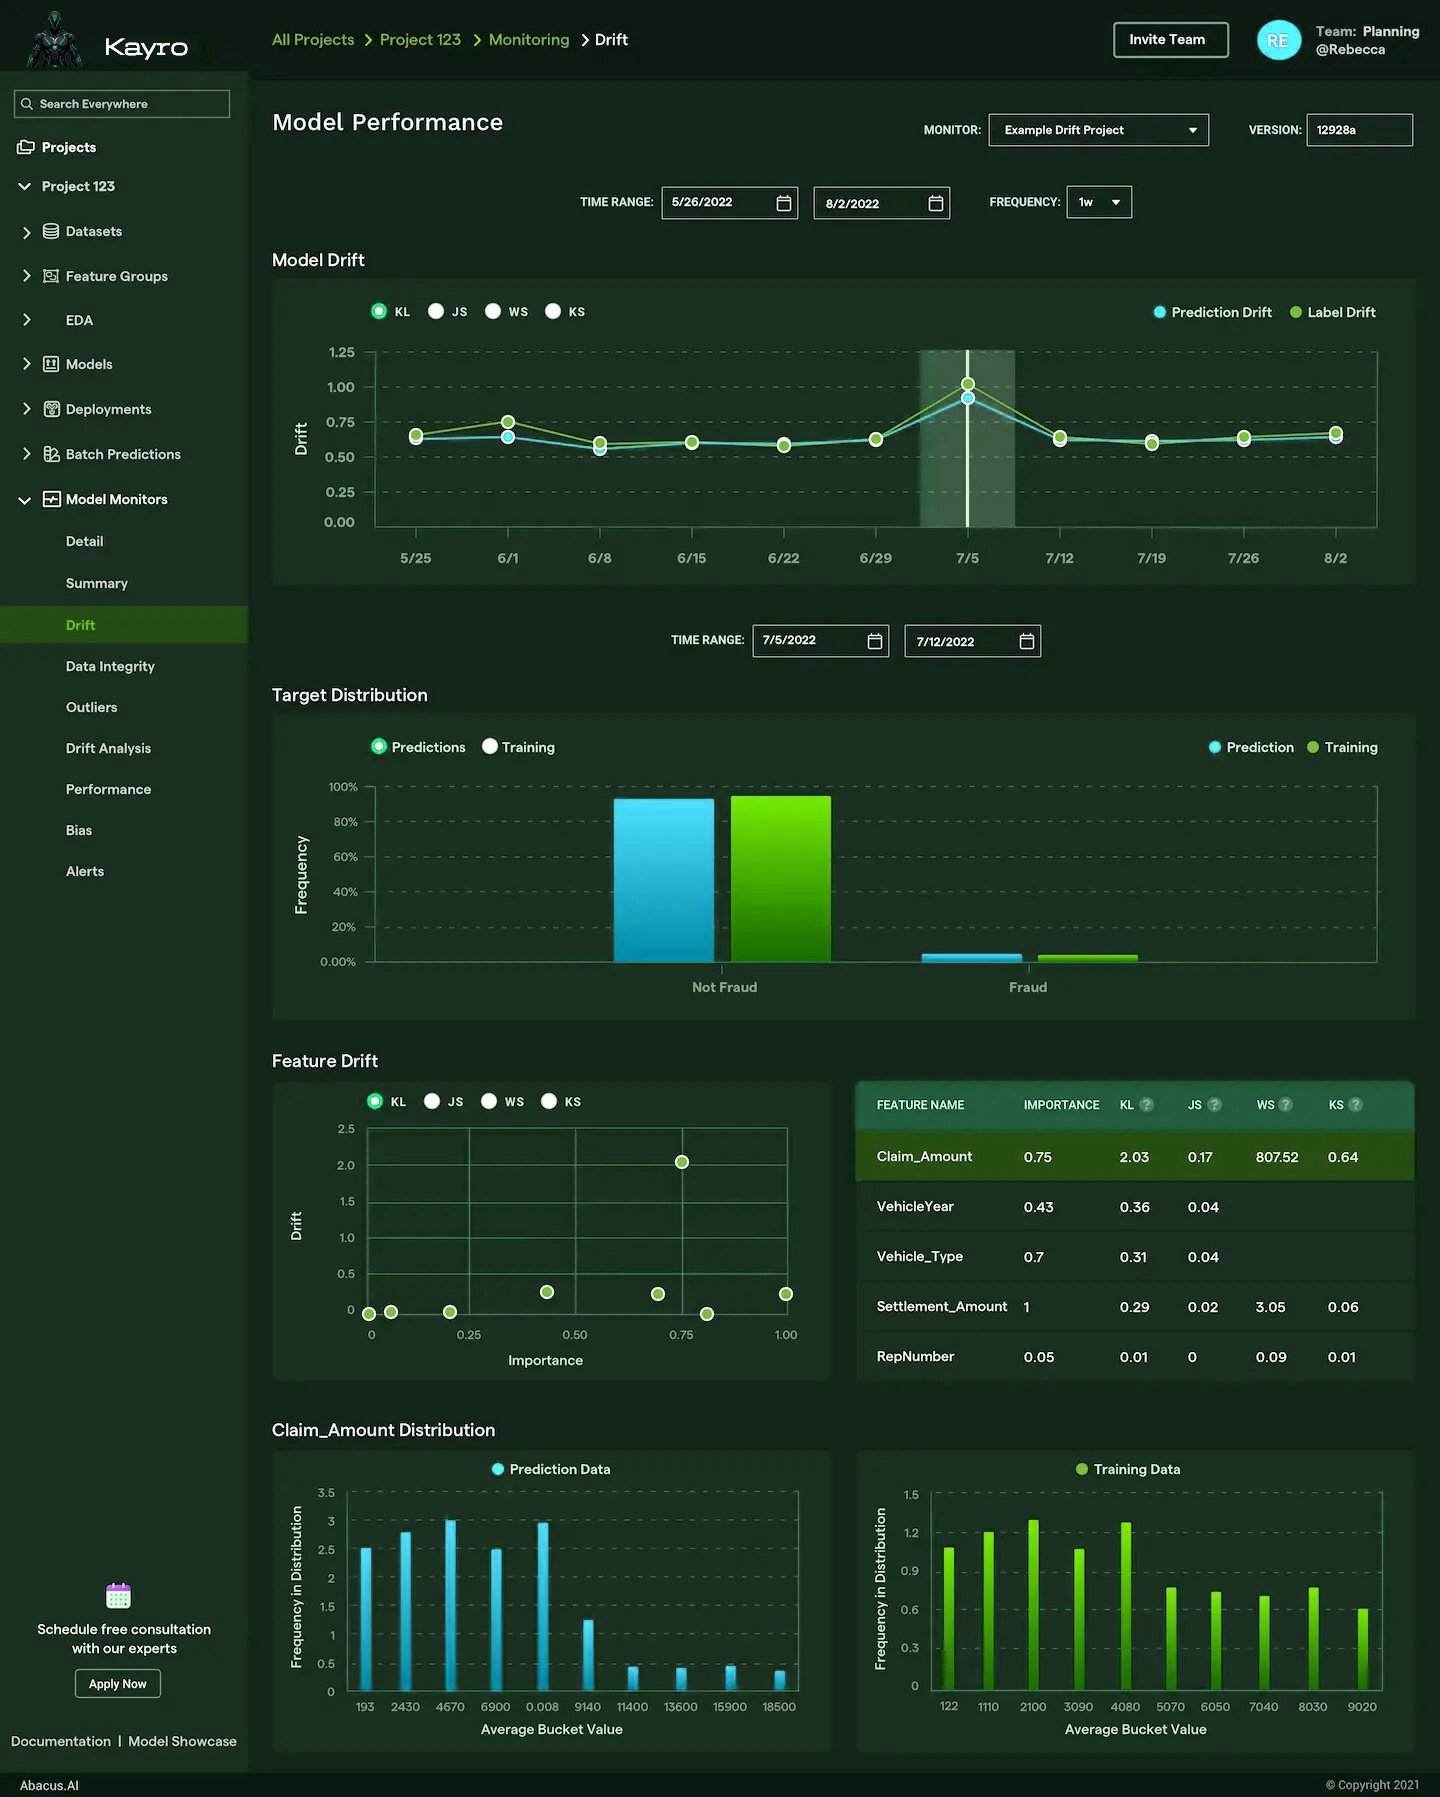 Kayro
All Projects > Project 123 > Monitoring > Drift
Invite Team
RE
Team: Planning
@Rebecca
Search Everywhere
Projects
Project 123
Datasets
Feature Groups
EDA
Models
Deployments
Batch Predictions
Model Monitors
Detail
Summary
Drift
Data Integrity
Outliers
Drift Analysis
Performance
Bias
Alerts
Schedule free consultation
with our experts
Apply Now
Documentation | Model Showcase
Model Performance
MONITOR: Example Drift Project
VERSION: 12928a
TIME RANGE: 5/26/2022 8/2/2022
FREQUENCY: 1w
Model Drift
KL JS WS KS
Prediction Drift Label Drift
Drift
1.25
1.00
0.75
0.50
0.25
0.00
5/25 6/1 6/8 6/15 6/22 6/29 7/5 7/12 7/19 7/26 8/2
TIME RANGE: 7/5/2022 7/12/2022
Target Distribution
Predictions Training
Prediction Training
Frequency
100%
80%
60%
40%
20%
0.00%
Not Fraud Fraud
Feature Drift
KL JS WS KS
Drift
2.5
2.0
1.5
1.0
0.5
0
0 0.25 0.50 0.75 1.00
Importance
FEATURE NAME IMPORTANCE KL ? JS ? WS ? KS ?
Claim_Amount 0.75 2.03 0.17 807.52 0.64
VehicleYear 0.43 0.36 0.04
Vehicle_Type 0.7 0.31 0.04
Settlement_Amount 1 0.29 0.02 3.05 0.06
RepNumber 0.05 0.01 0 0.09 0.01
Claim_Amount Distribution
Prediction Data
Frequency in Distribution
3.5
3
2.5
2
1.5
1
0.5
0
193 2430 4670 6900 0.008 9140 11400 13600 15900 18500
Average Bucket Value
Training Data
Frequency in Distribution
1.5
1.2
0.9
0.6
0.3
0
122 1110 2100 3090 4080 5070 6050 7040 8030 9020
Average Bucket Value
Abacus.AI
© Copyright 2021